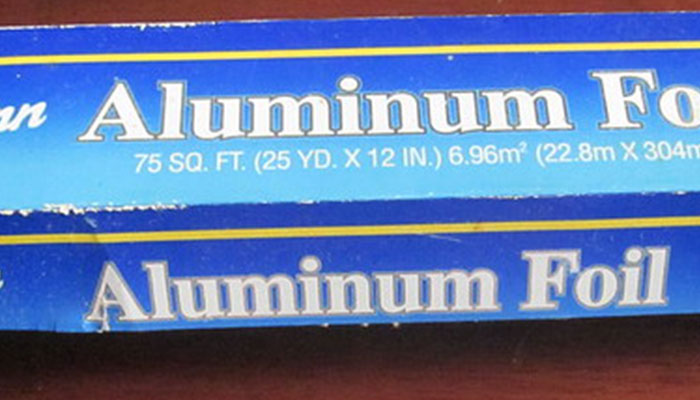 Aluminum Fo
75 SQ. FT. (25 YD. X 12 IN.) 6.96m² (22.8m X 304m
Aluminum Foil